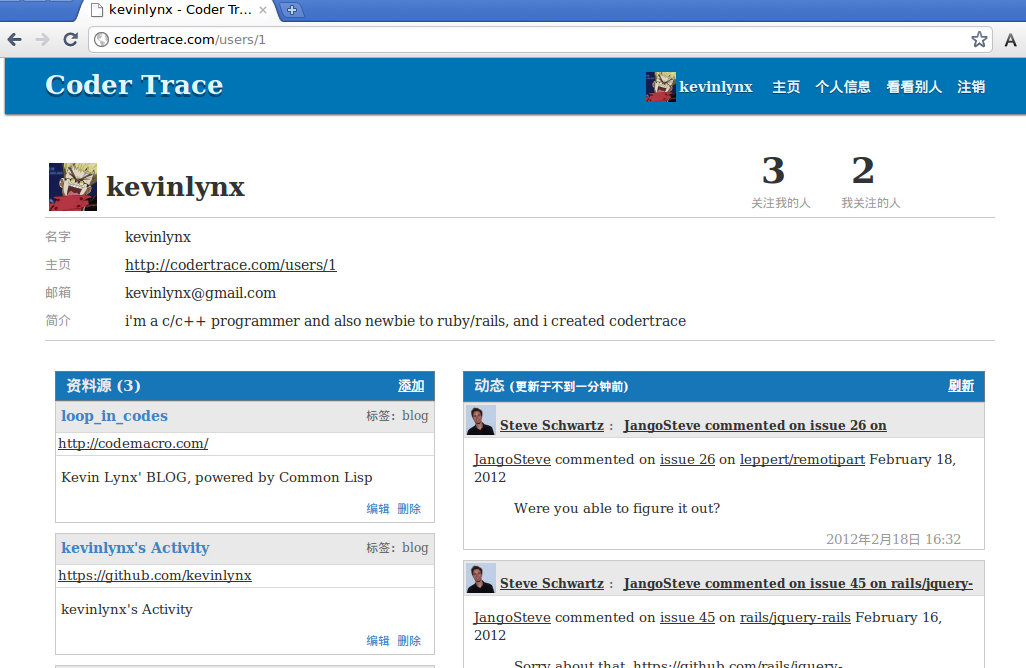 kevinlynx - Coder Tr...
codertrace.com/users/1
A
Coder Trace
kevinlynx 主页 个人信息 看看别人 注销
kevinlynx
3 2
关注我的人 我关注的人
名字 kevinlynx
主页 http://codertrace.com/users/1
邮箱 kevinlynx@gmail.com
简介 i'm a c/c++ programmer and also newbie to ruby/rails, and i created codertrace
资料源 (3) 添加
loop_in_codes 标签: blog
http://codemacro.com/
Kevin Lynx' BLOG, powered by Common Lisp
编辑 删除
kevinlynx's Activity 标签: blog
https://github.com/kevinlynx
kevinlynx's Activity
编辑 删除
动态 (更新于不到一分钟前) 刷新
Steve Schwartz : JangoSteve commented on issue 26 on
JangoSteve commented on issue 26 on leppert/remotipart February 18,
2012
Were you able to figure it out?
2012年2月18日 16:32
Steve Schwartz : JangoSteve commented on issue 45 on rails/jquery-
JangoSteve commented on issue 45 on rails/jquery-rails February 16,
2012
Sorry about that, https://github.com/rails/jquery-